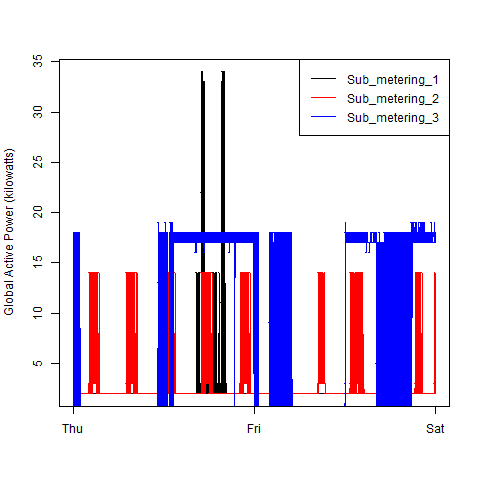 Global Active Power (kilowatts)
35
30
25
20
15
10
5
Sub_metering_1
Sub_metering_2
Sub_metering_3
Thu Fri Sat